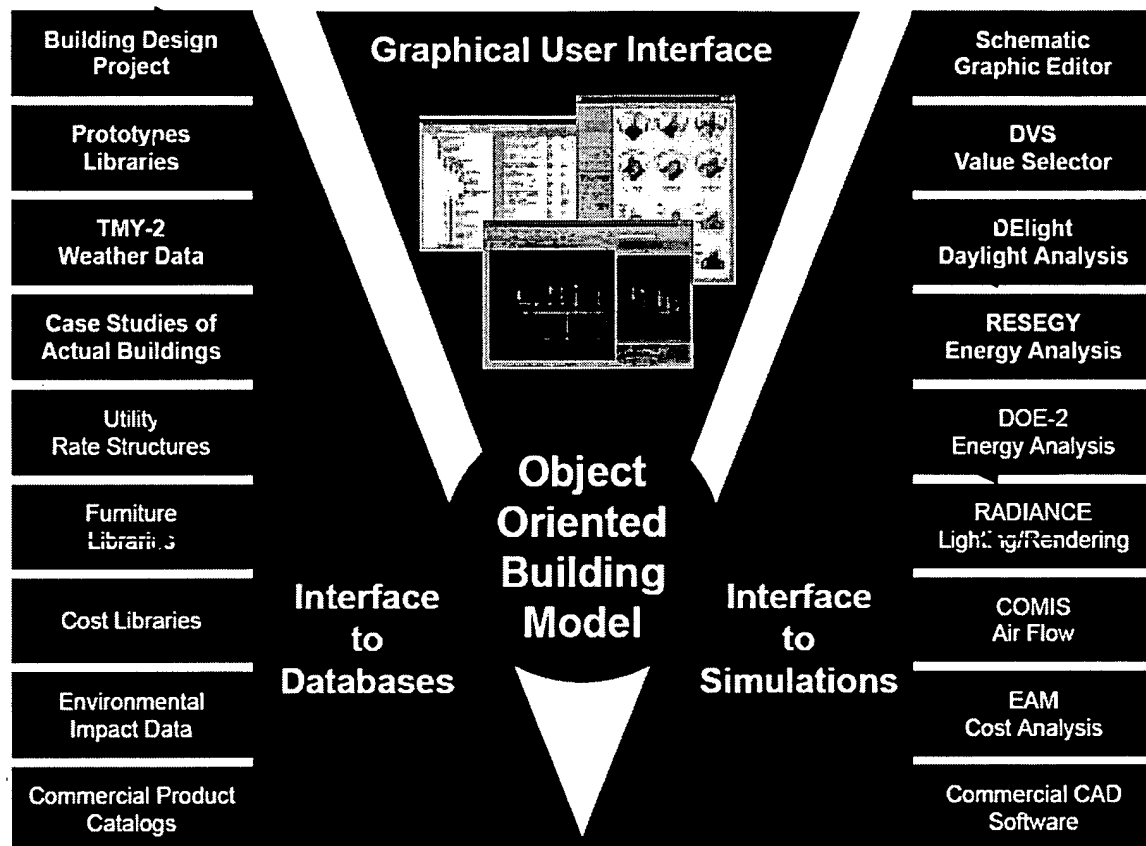 Building Design
Project
Prototypes
Libraries
TMY-2
Weather Data
Case Studies of
Actual Buildings
Utility
Rate Structures
Furniture
Libraries
Cost Libraries
Environmental
Impact Data
Commercial Product
Catalogs
Graphical User Interface
Object
Oriented
Building
Model
Interface
to
Databases
Interface
to
Simulations
Schematic
Graphic Editor
DVS
Value Selector
DElight
Daylight Analysis
RESEGY
Energy Analysis
DOE-2
Energy Analysis
RADIANCE
Lighting/Rendering
COMIS
Air Flow
EAM
Cost Analysis
Commercial CAD
Software